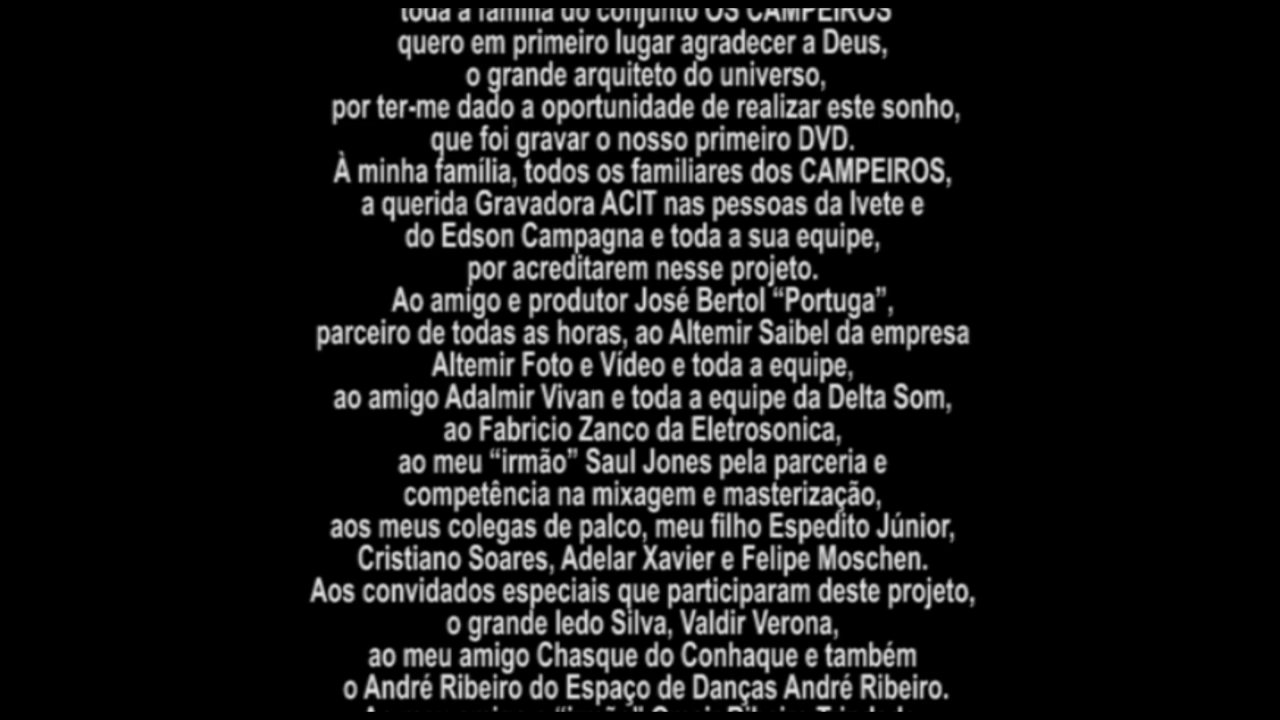 toda a família do conjunto OS CAMPEIROS
quero em primeiro lugar agradecer a Deus,
o grande arquiteto do universo,
por ter-me dado a oportunidade de realizar este sonho,
que foi gravar o nosso primeiro DVD.
À minha família, todos os familiares dos CAMPEIROS,
a querida Gravadora ACIT nas pessoas da Ivete e
do Edson Campagna e toda a sua equipe,
por acreditarem nesse projeto.
Ao amigo e produtor José Bertol “Portuga”,
parceiro de todas as horas, ao Altemir Saibel da empresa
Altemir Foto e Vídeo e toda a equipe,
ao amigo Adalmir Vivan e toda a equipe da Delta Som,
ao Fabricio Zanco da Eletrosonica,
ao meu “irmão” Saul Jones pela parceria e
competência na mixagem e masterização,
aos meus colegas de palco, meu filho Espedito Júnior,
Cristiano Soares, Adelar Xavier e Felipe Moschen.
Aos convidados especiais que participaram deste projeto,
o grande Iedo Silva, Valdir Verona,
ao meu amigo Chasque do Conhaque e também
o André Ribeiro do Espaço de Danças André Ribeiro.